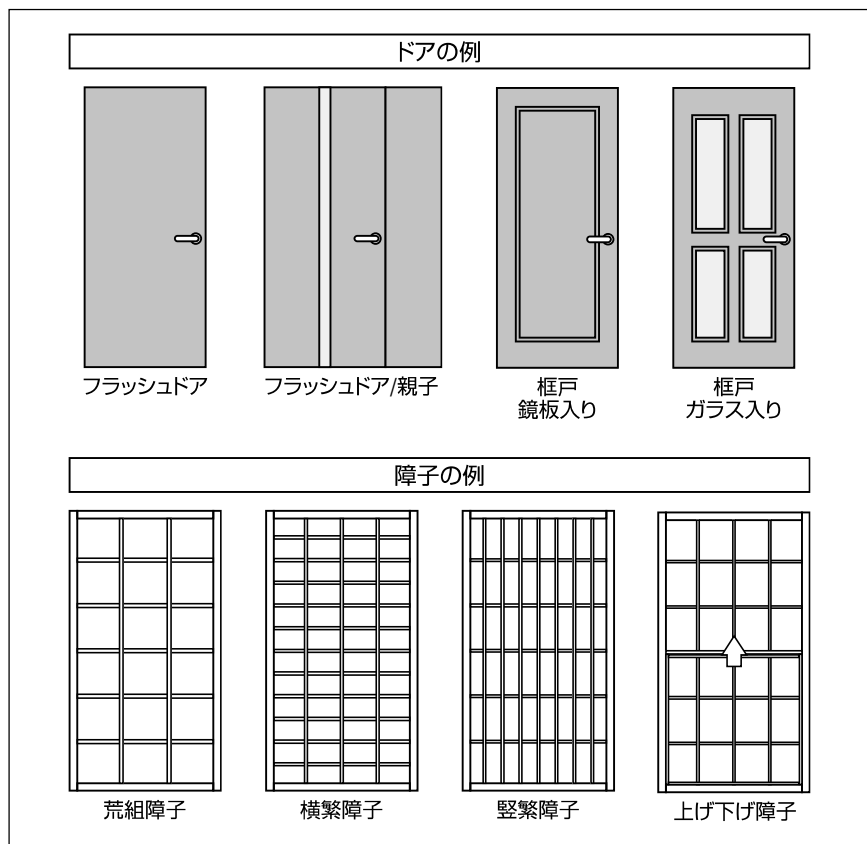 ドアの例
フラッシュドア
フラッシュドア/親子
框戸
鏡板入り
框戸
ガラス入り
障子の例
荒組障子
横繁障子
竪繁障子
上げ下げ障子